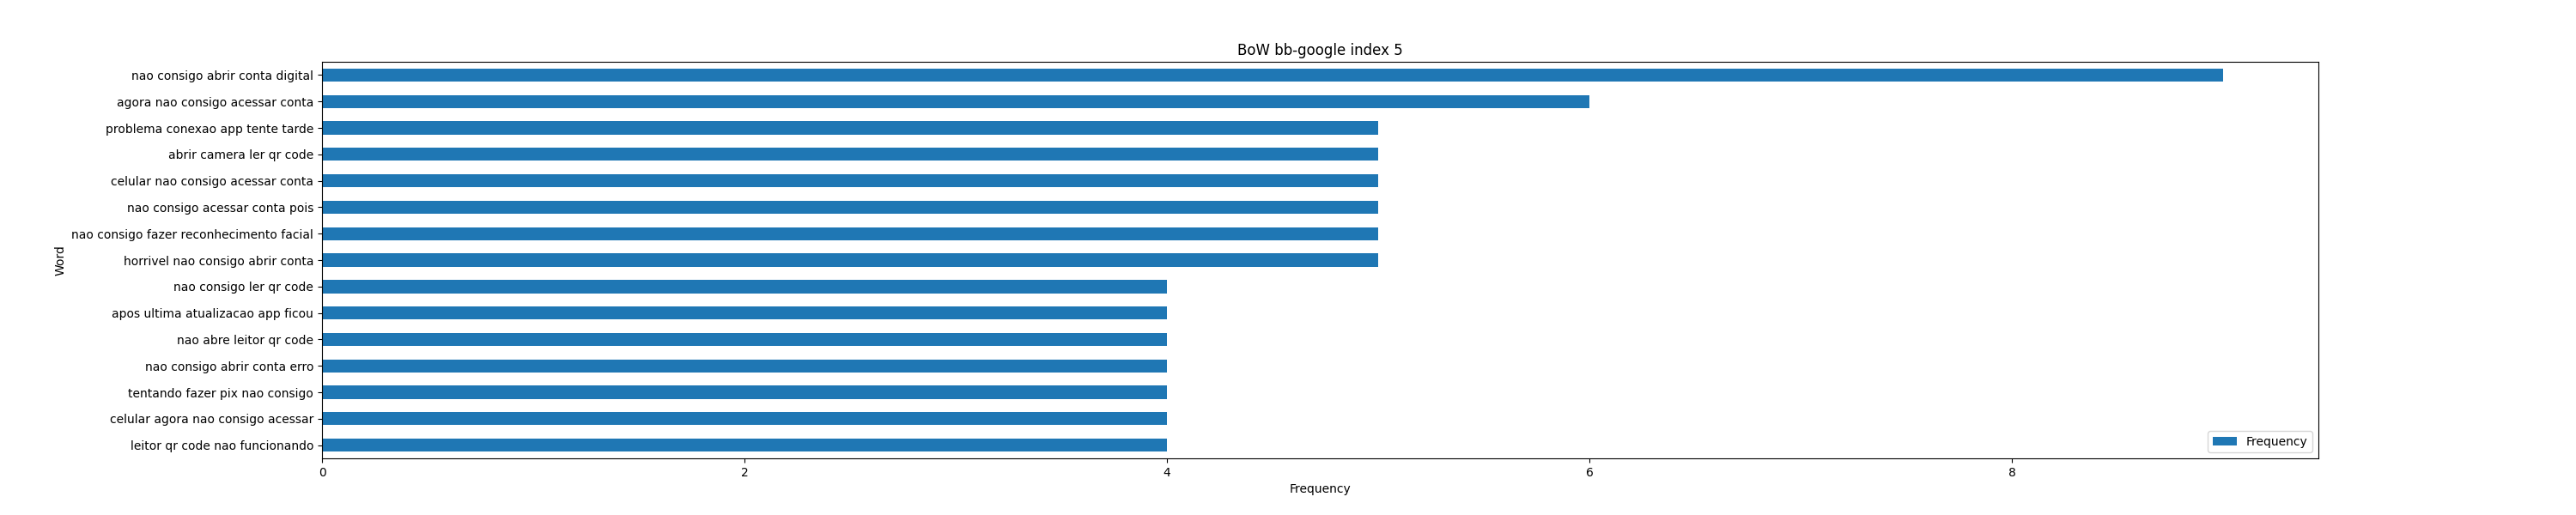 BoW bb-google index 5
nao consigo abrir conta digital
agora nao consigo acessar conta
problema conexao app tente tarde
abrir camera ler qr code
celular nao consigo acessar conta
nao consigo acessar conta pois
nao consigo fazer reconhecimento facial
horrivel nao consigo abrir conta
nao consigo ler qr code
apos ultima atualizacao app ficou
nao abre leitor qr code
nao consigo abrir conta erro
tentando fazer pix nao consigo
celular agora nao consigo acessar
leitor qr code nao funcionando
Word
Frequency
0 2 4 6 8
Frequency